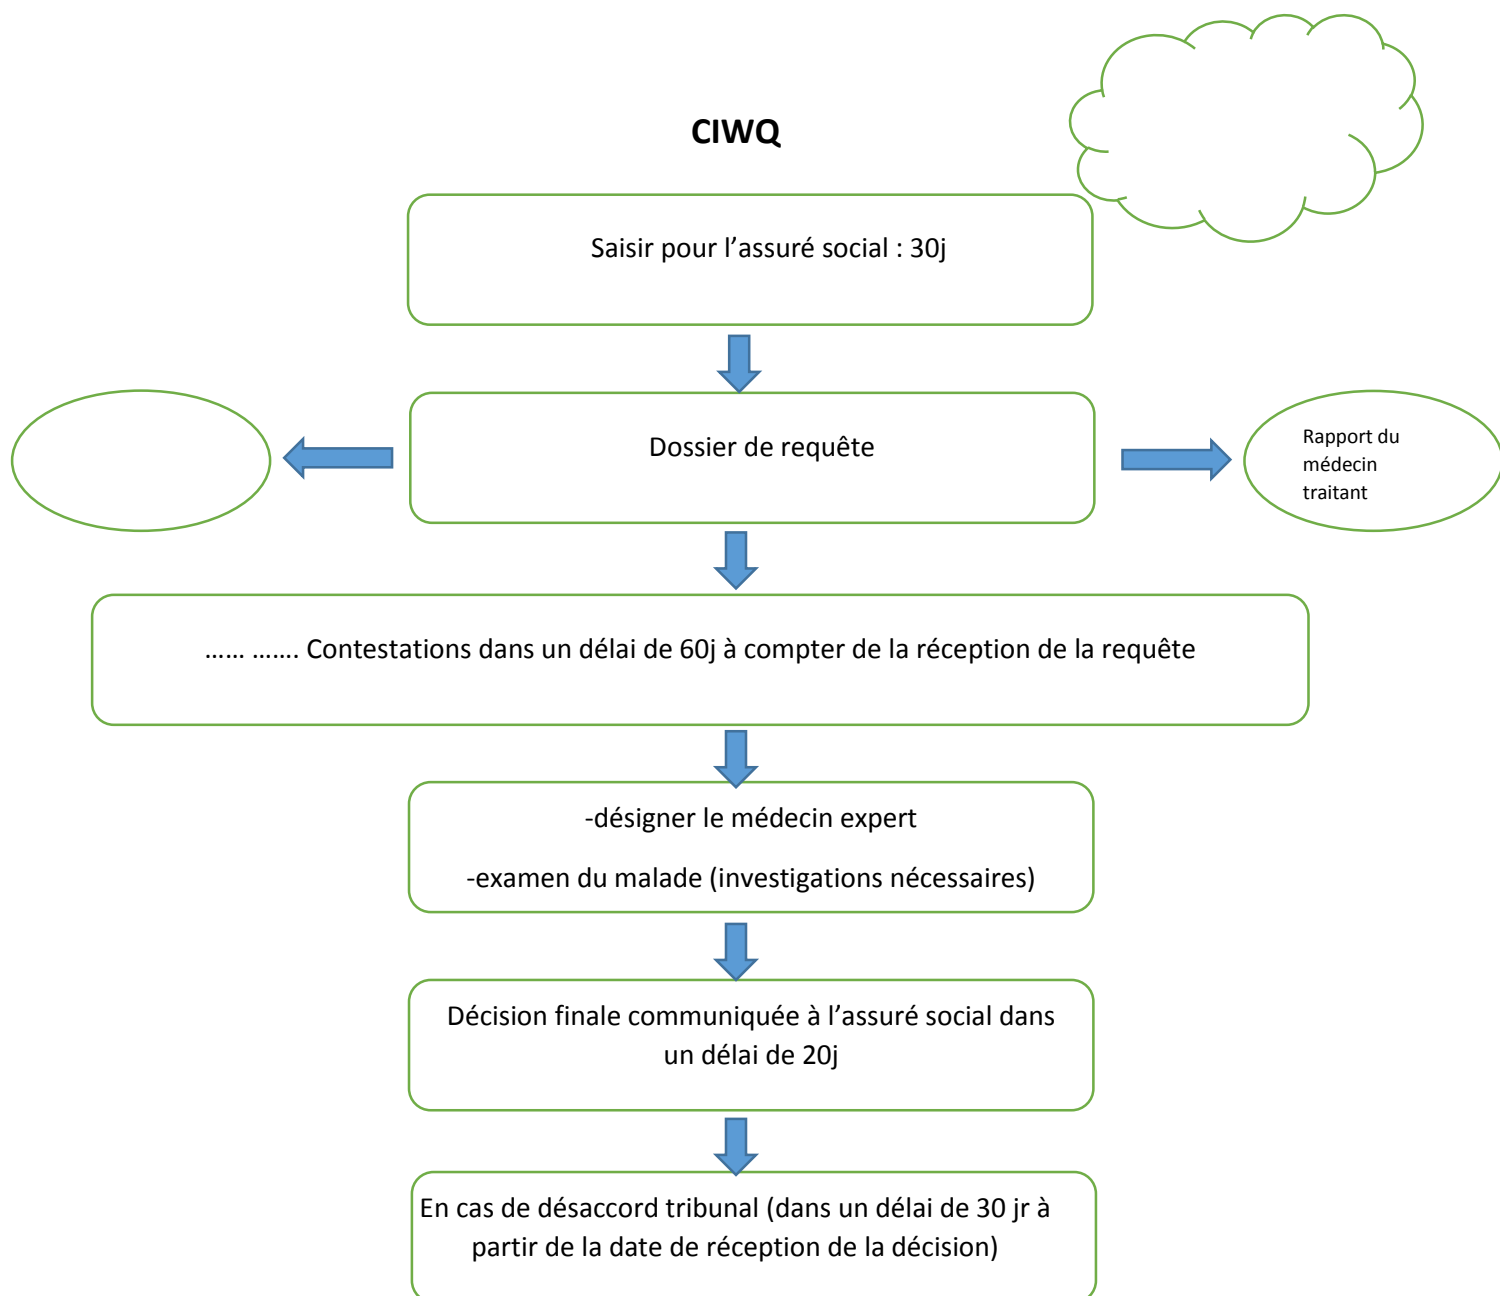 CIWQ
Saisir pour l’assuré social : 30j
Dossier de requête
Rapport du
médecin
traitant
…… ……. Contestations dans un délai de 60j à compter de la réception de la requête
-désigner le médecin expert
-examen du malade (investigations nécessaires)
Décision finale communiquée à l’assuré social dans
un délai de 20j
En cas de désaccord tribunal (dans un délai de 30 jr à
partir de la date de réception de la décision)